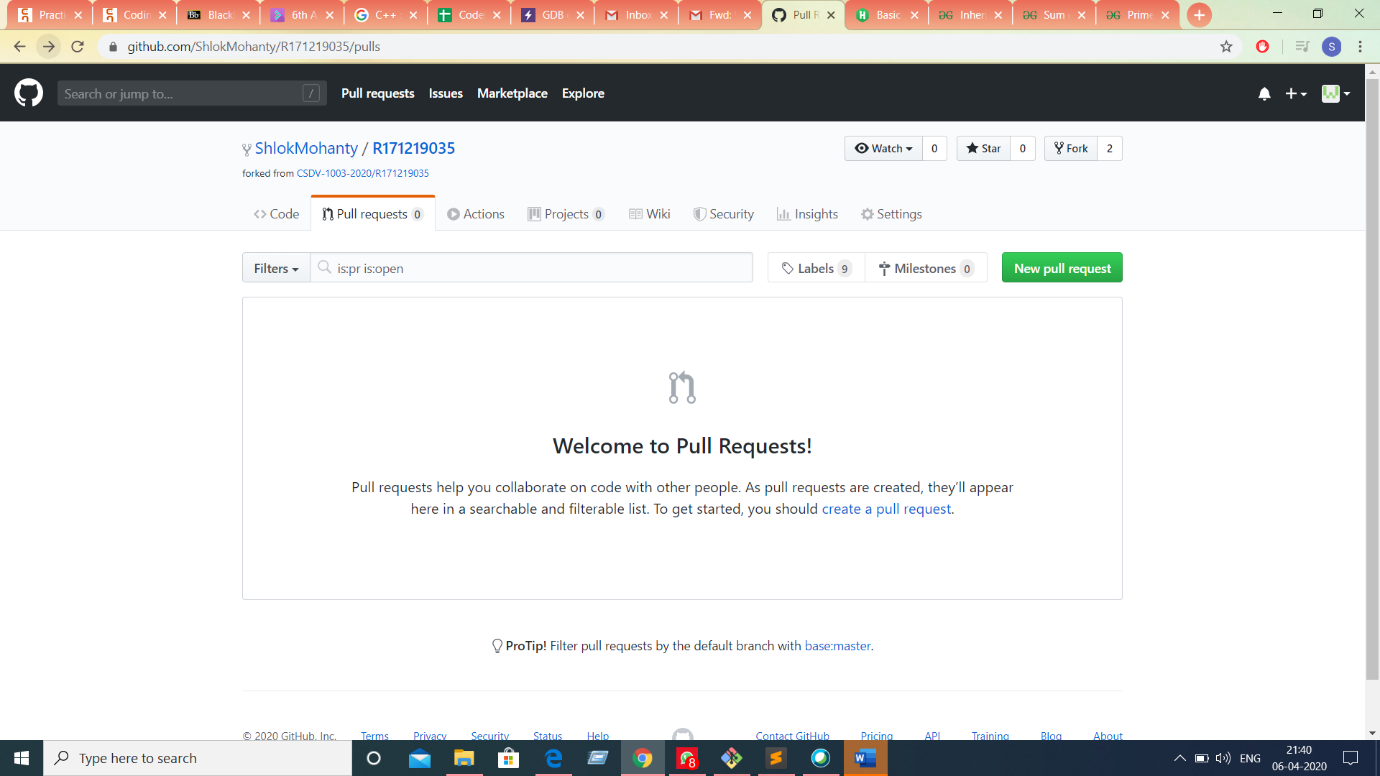 Practi Codin Black 6th A C++ Code GDB Inbox Fwd: Pull R Basic Inher Sum Prime
github.com/ShlokMohanty/R171219035/pulls S
Search or jump to... / Pull requests Issues Marketplace Explore
ShlokMohanty / R171219035 Watch 0 Star 0 Fork 2
forked from CSDV-1003-2020/R171219035
Code Pull requests 0 Actions Projects 0 Wiki Security Insights Settings
Filters is:pr is:open Labels 9 Milestones 0 New pull request
Welcome to Pull Requests!
Pull requests help you collaborate on code with other people. As pull requests are created, they’ll appear
here in a searchable and filterable list. To get started, you should create a pull request.
ProTip! Filter pull requests by the default branch with base:master.
© 2020 GitHub, Inc. Terms Privacy Security Status Help Contact GitHub Pricing API Training Blog About
Type here to search 8 ENG 21:40
06-04-2020